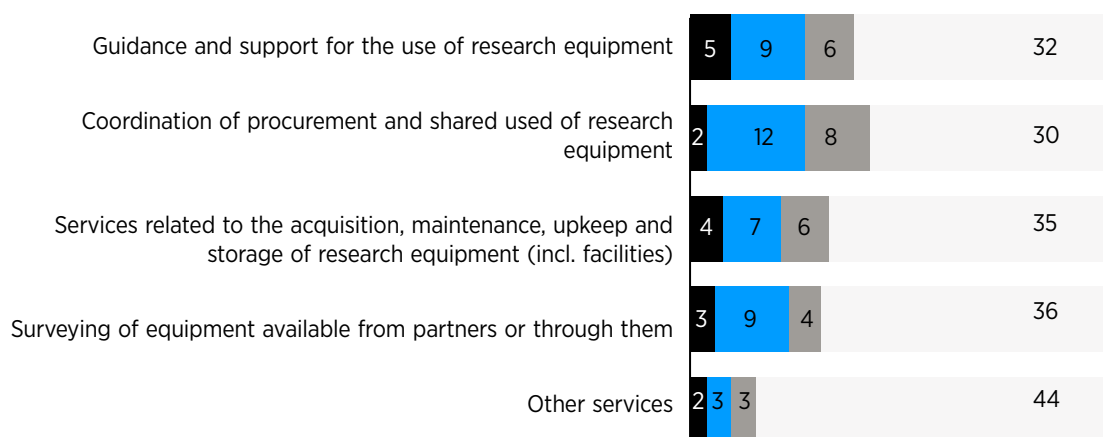 Guidance and support for the use of research equipment 5 9 6 32
Coordination of procurement and shared used of research
equipment 2 12 8 30
Services related to the acquisition, maintenance, upkeep and
storage of research equipment (incl. facilities) 4 7 6 35
Surveying of equipment available from partners or through them 3 9 4 36
Other services 2 3 3 44